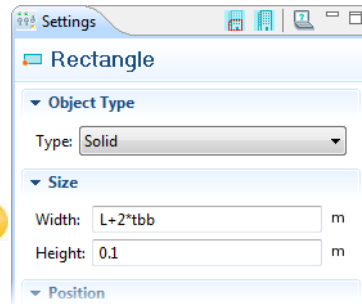 Settings
Rectangle
Object Type
Type: Solid
Size
Width: L+2*tbb m
Height: 0.1 m
Position